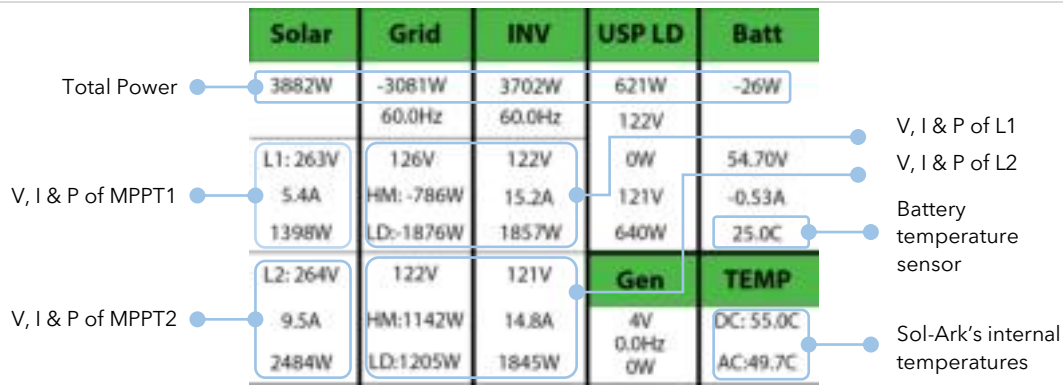 Solar Grid INV USP LD Batt
Total Power 3882W -3081W 3702W 621W -26W
60.0Hz 60.0Hz 122V
V, I & P of L1
L1: 263V 126V 122V 0W 54.70V
V, I & P of L2
V, I & P of MPPT1 5.4A HM: -786W 15.2A 121V -0.53A
1398W LD:-1876W 1857W 640W 25.0C
Battery
temperature
sensor
L2: 264V 122V 121V Gen TEMP
V, I & P of MPPT2 9.5A HM:1142W 14.8A 4V DC: 55.0C
0.0Hz
2484W LD:1205W 1845W 0W AC:49.7C
Sol-Ark's internal
temperatures